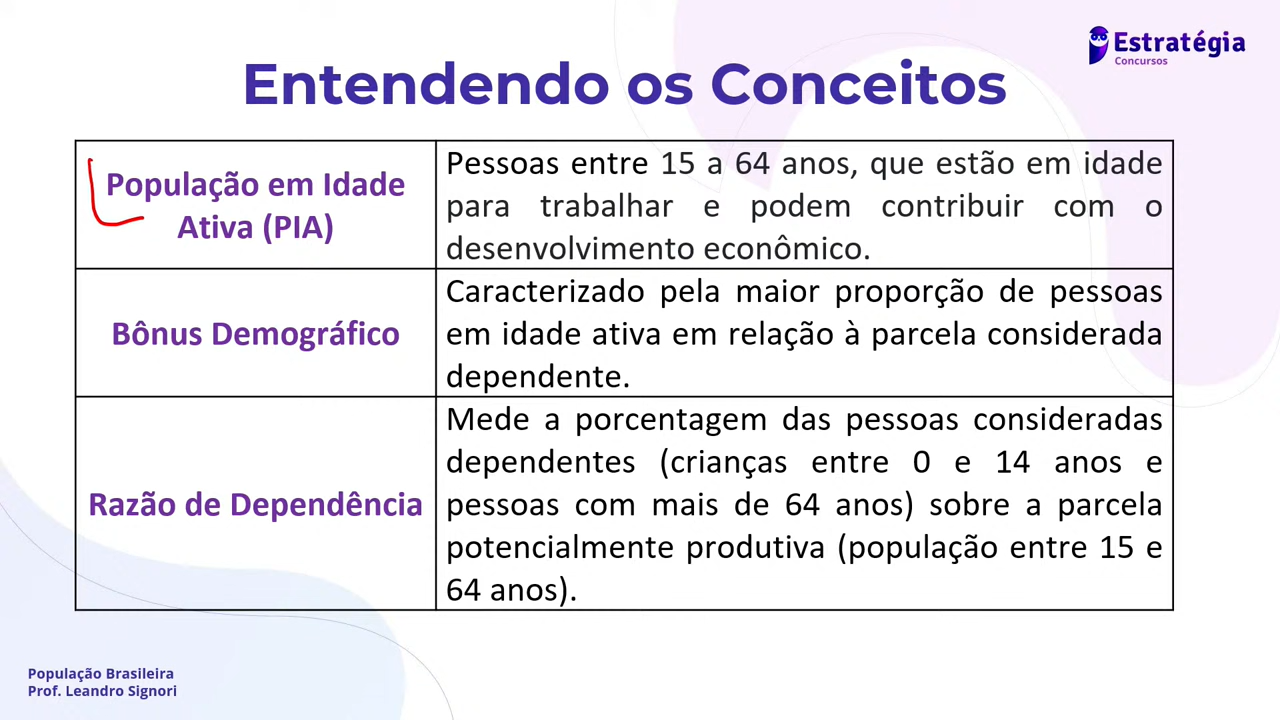 Estratégia
Concursos
Entendendo os Conceitos
População em Idade
Ativa (PIA)
Pessoas entre 15 a 64 anos, que estão em idade
para trabalhar e podem contribuir com o
desenvolvimento econômico.
Bônus Demográfico
Caracterizado pela maior proporção de pessoas
em idade ativa em relação à parcela considerada
dependente.
Razão de Dependência
Mede a porcentagem das pessoas consideradas
dependentes (crianças entre 0 e 14 anos e
pessoas com mais de 64 anos) sobre a parcela
potencialmente produtiva (população entre 15 e
64 anos).
População Brasileira
Prof. Leandro Signori